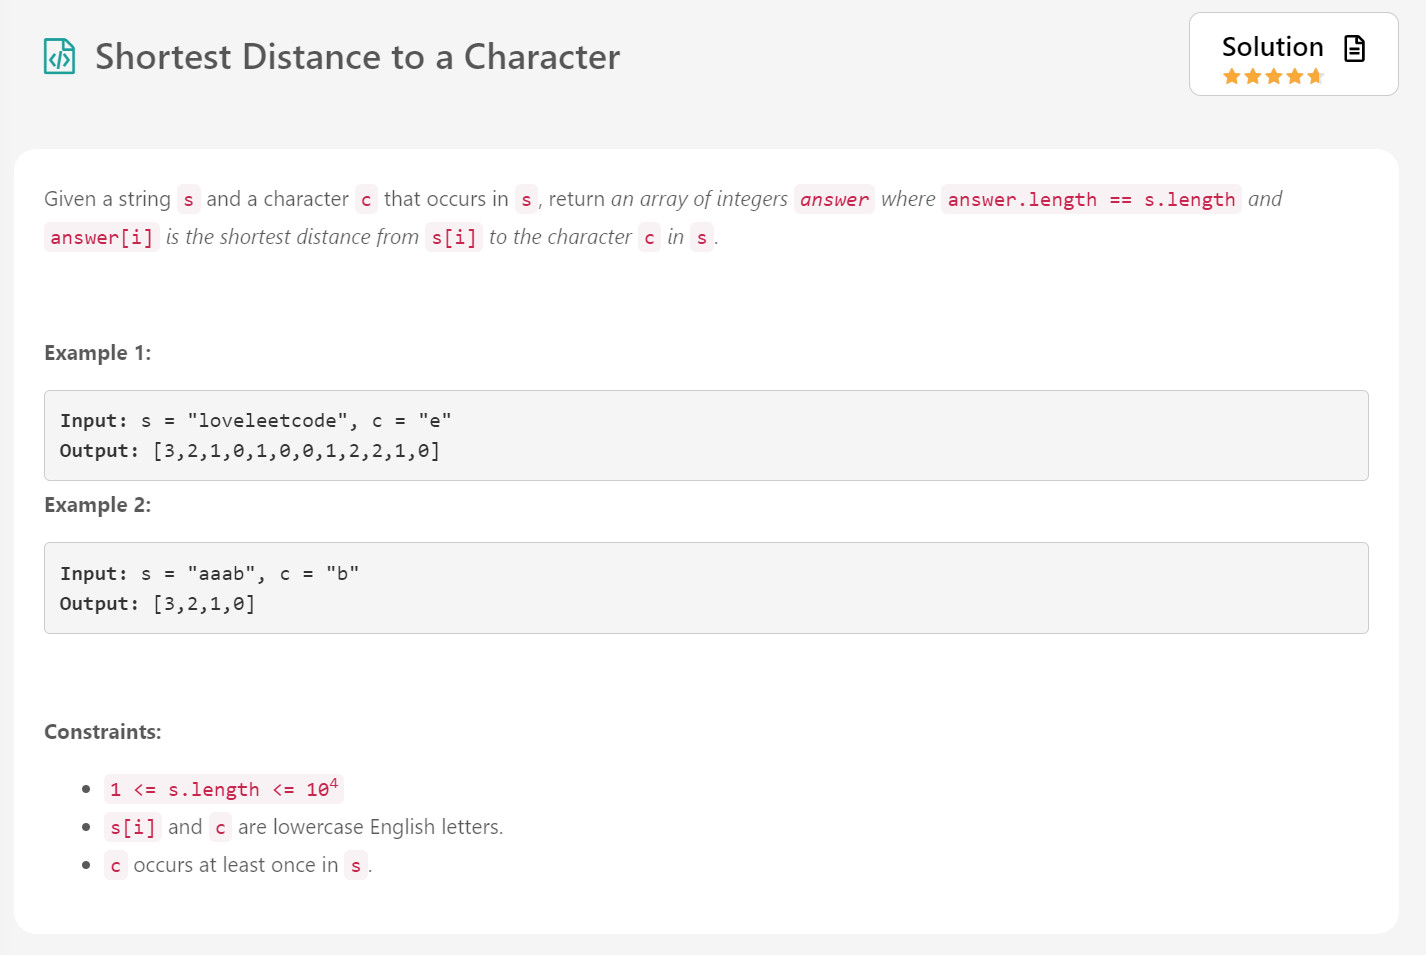 Shortest Distance to a Character
Solution
Given a string s and a character c that occurs in s, return an array of integers answer where answer.length == s.length and
answer[i] is the shortest distance from s[i] to the character c in s.
Example 1:
Input: s = "loveleetcode", c = "e"
Output: [3,2,1,0,1,0,0,1,2,2,1,0]
Example 2:
Input: s = "aaab", c = "b"
Output: [3,2,1,0]
Constraints:
1 <= s.length <= 10⁴
s[i] and c are lowercase English letters.
c occurs at least once in s.